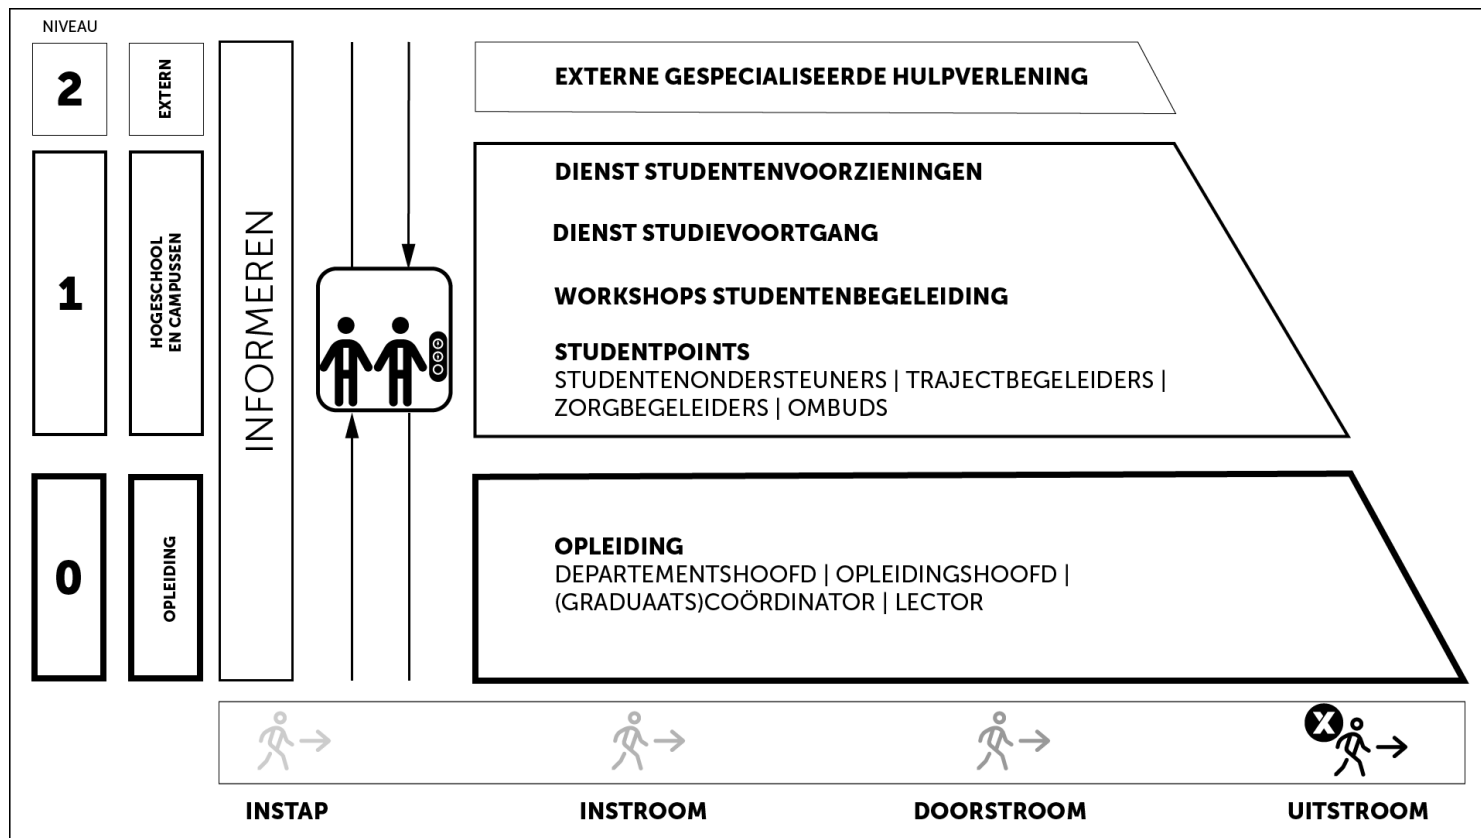 NIVEAU
2
EXTERN
EXTERNE GESPECIALISEERDE HULPVERLENING
1
HOGESCHOOL
EN CAMPUSSEN
INFORMEREN
DIENST STUDENTENVOORZIENINGEN
DIENST STUDIEVOORTGANG
WORKSHOPS STUDENTENBEGELEIDING
STUDENTPOINTS
STUDENTENONDERSTEUNERS | TRAJECTBEGELEIDERS |
ZORGBEGELEIDERS | OMBUDS
0
OPLEIDING
OPLEIDING
DEPARTEMENTSHOOFD | OPLEIDINGSHOOFD |
(GRADUAATS)COÖRDINATOR | LECTOR
X
INSTAP
INSTROOM
DOORSTROOM
UITSTROOM